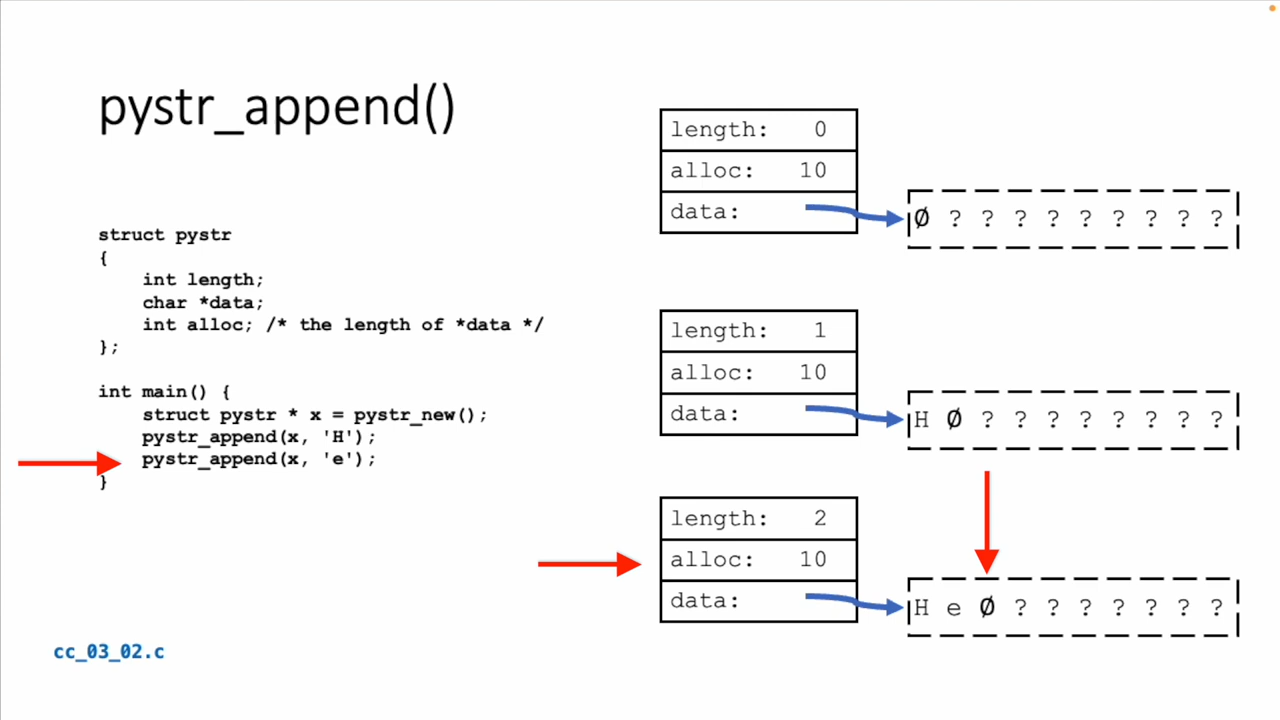 pystr_append()
struct pystr
{
    int length;
    char *data;
    int alloc; /* the length of *data */
};
int main() {
    struct pystr * x = pystr_new();
    pystr_append(x, 'H');
    pystr_append(x, 'e');
}
cc_03_02.c
length: 0
alloc: 10
data:
Ø ? ? ? ? ? ? ? ? ?
length: 1
alloc: 10
data:
H Ø ? ? ? ? ? ? ? ?
length: 2
alloc: 10
data:
H e Ø ? ? ? ? ? ? ?